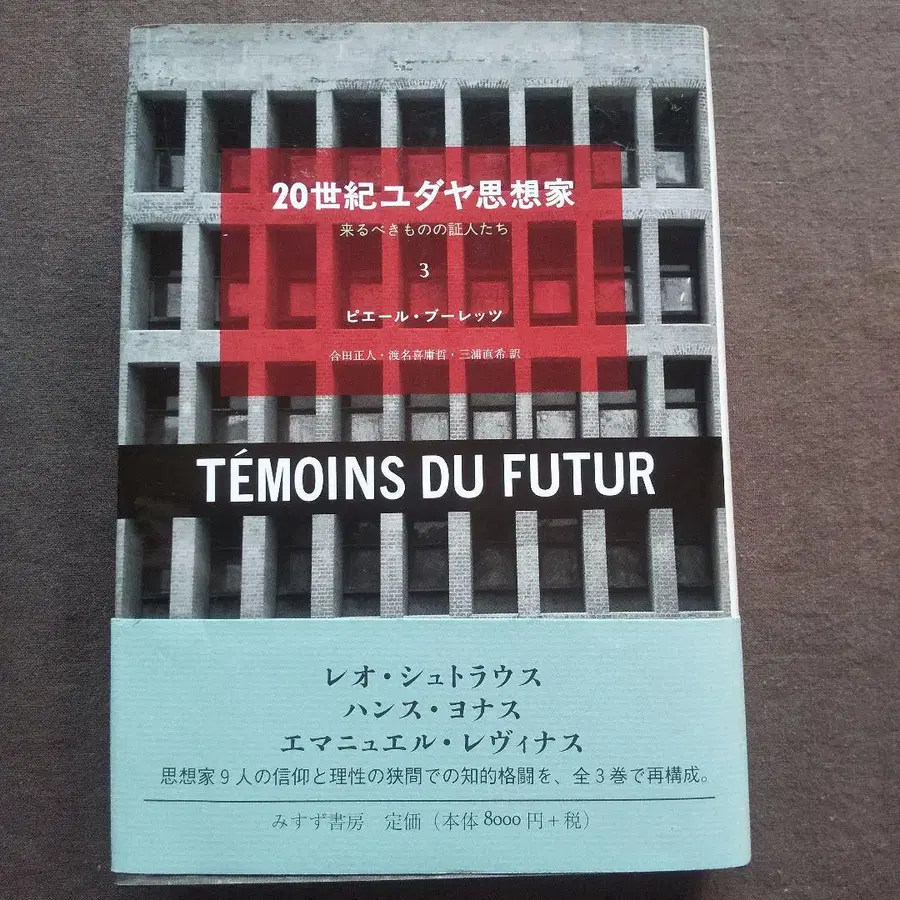 20世紀ユダヤ思想家
来るべきものの証人たち
3
ピエール・ブーレッツ
合田正人・渡名喜庸哲・三浦直希 訳
TÉMOINS DU FUTUR
レオ・シュトラウス
ハンス・ヨナス
エマニュエル・レヴィナス
思想家9人の信仰と理性の狭間での知的格闘を、全3巻で再構成。
みすず書房 定価(本体8000円+税)